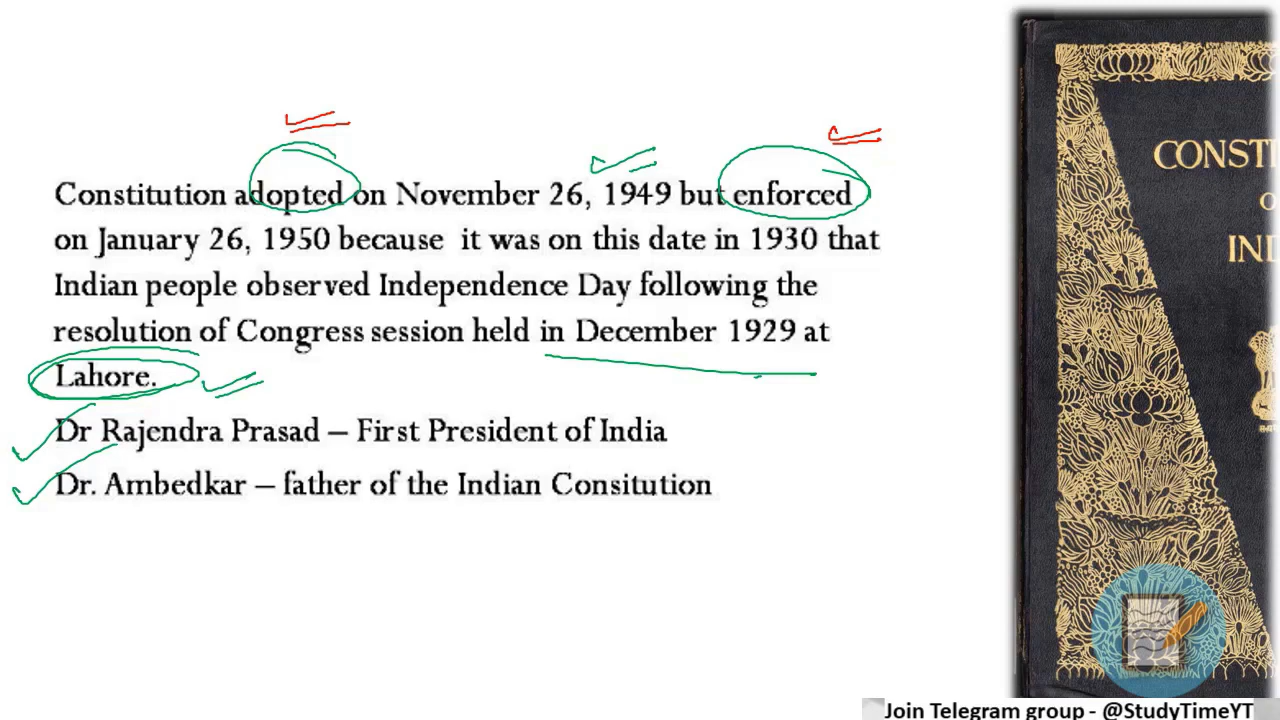 Constitution adopted on November 26, 1949 but enforced
on January 26, 1950 because it was on this date in 1930 that
Indian people observed Independence Day following the
resolution of Congress session held in December 1929 at
Lahore.
Dr Rajendra Prasad – First President of India
Dr. Ambedkar – father of the Indian Consitution
CONSTI
O
IND
Join Telegram group - @StudyTimeYT